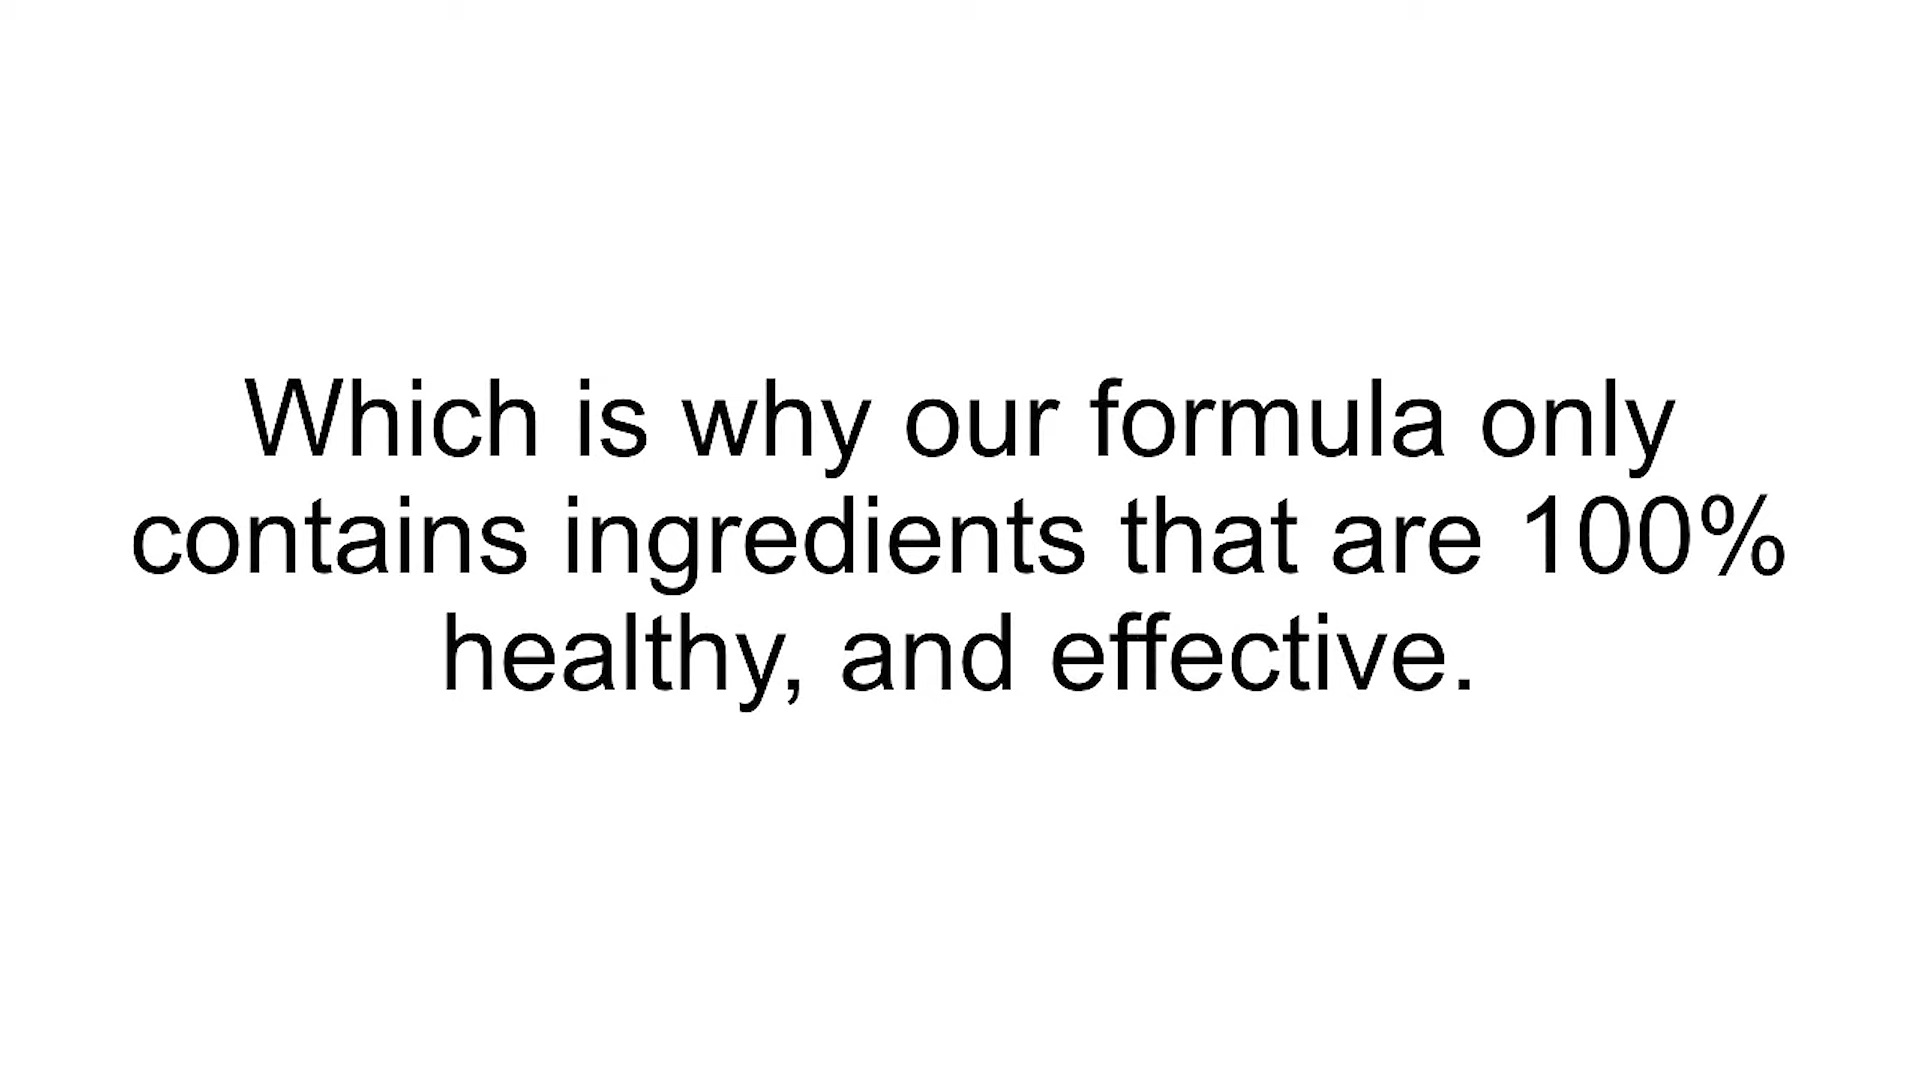 Which is why our formula only
contains ingredients that are 100%
healthy, and effective.